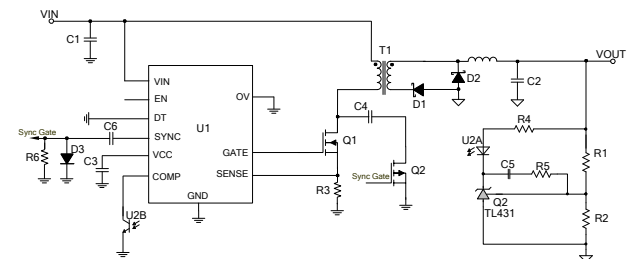 VIN
C1
T1
VOUT
D2
C2
D1
VIN
EN
DT
SYNC
VCC
COMP
U1
OV
GATE
SENSE
GND
Sync Gate
C6
R6
D3
C3
U2B
C4
Q1
Q2
Sync Gate
R3
R4
U2A
C5
R5
R1
Q2
TL431
R2